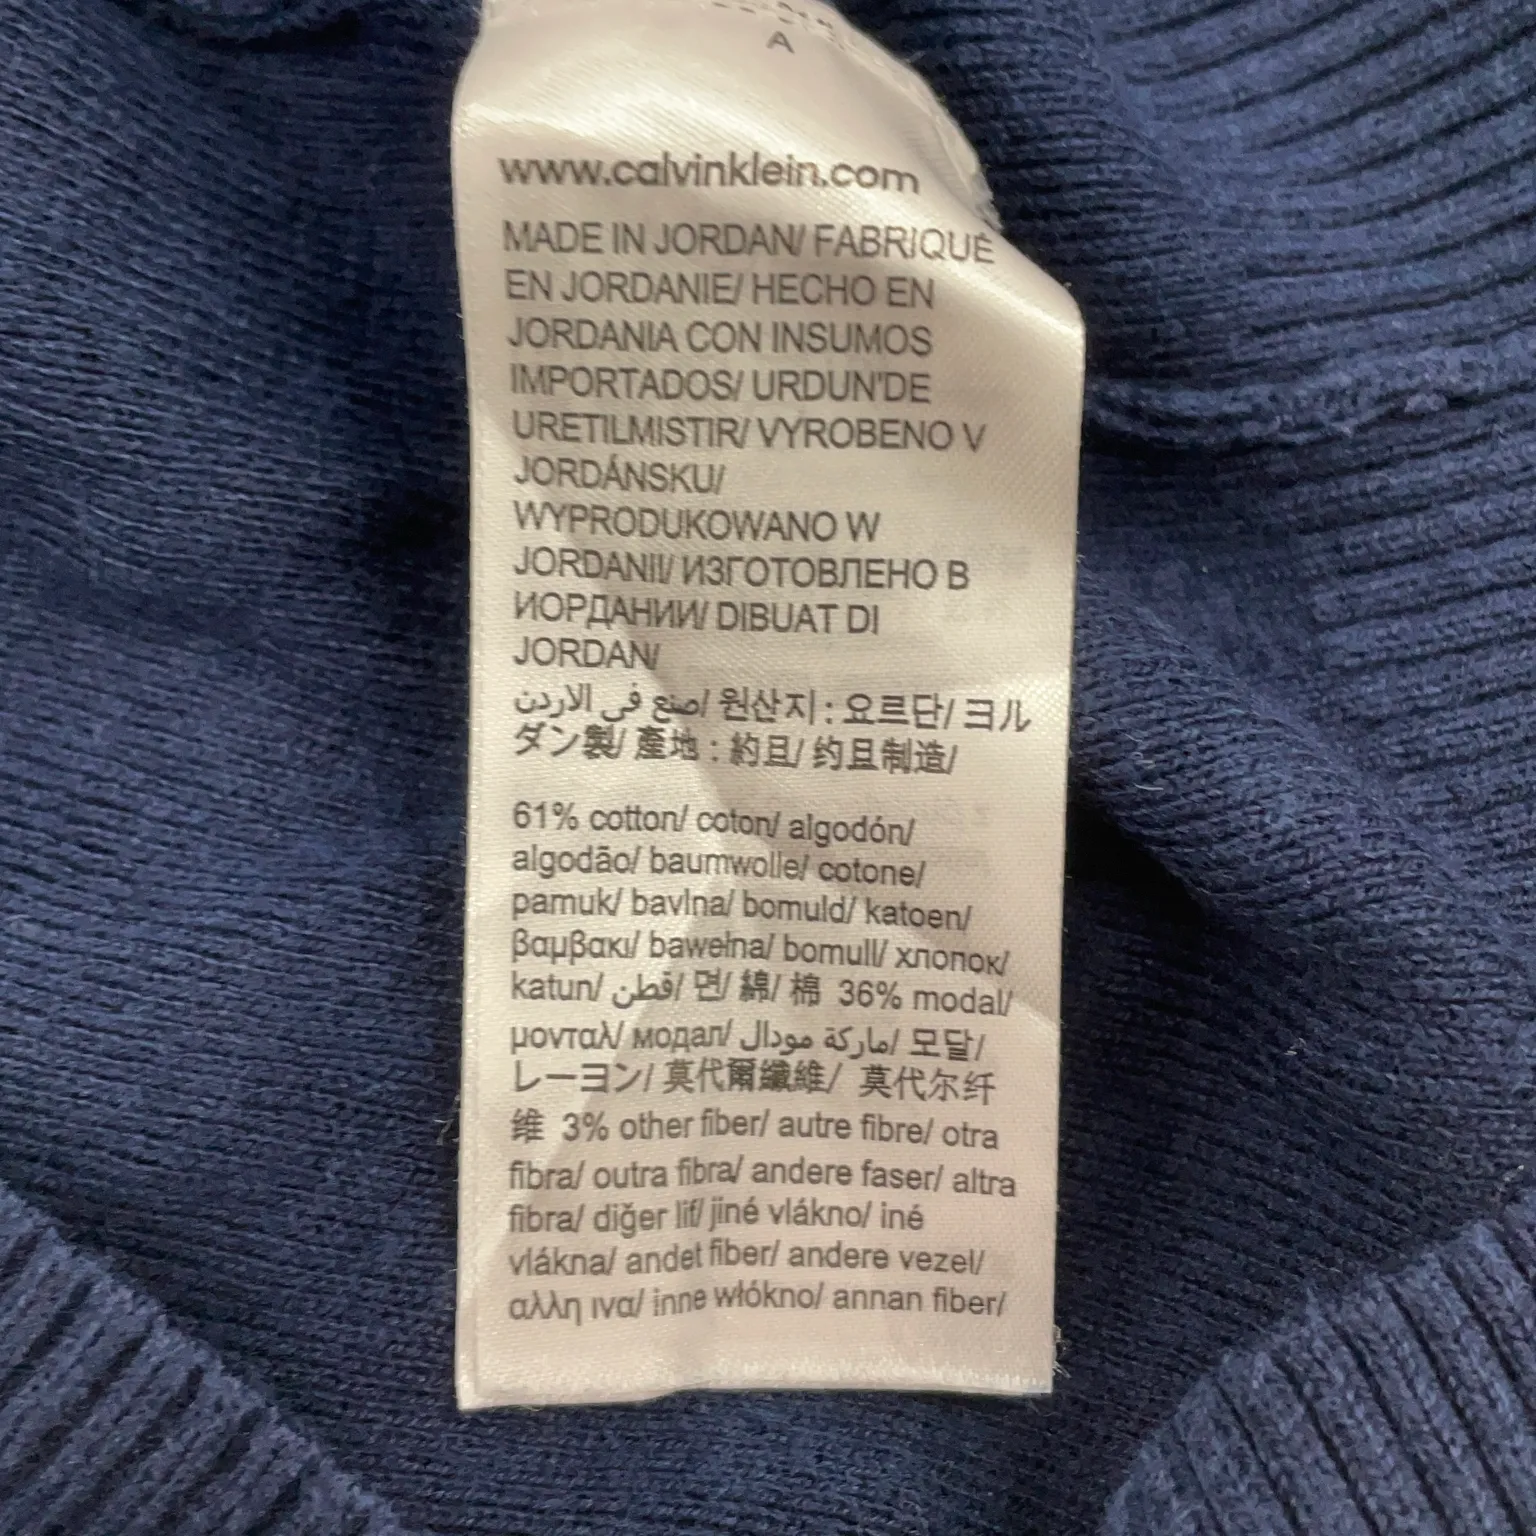 A
www.calvinklein.com
MADE IN JORDAN/ FABRIQUÉ
EN JORDANIE/ HECHO EN
JORDANIA CON INSUMOS
IMPORTADOS/ URDUN'DE
URETILMISTIR/ VYROBENO V
JORDÁNSKU/
WYPRODUKOWANO W
JORDANII/ ИЗГОТОВЛЕНО В
ИОРДАНИИ/ DIBUAT DI
JORDAN/
صنع في الاردن/ 원산지 : 요르단/ ヨル
ダン製/ 產地 : 約旦/ 约旦制造/
61% cotton/ coton/ algodón/
algodão/ baumwolle/ cotone/
pamuk/ bavlna/ bomuld/ katoen/
βαμβακι/ bawełna/ bomull/ хлопок/
katun/ قطن/ 면/ 綿/ 棉 36% modal/
μονταλ/ модал/ ماركة مودال/ 모달/
レーヨン/ 莫代爾纖維/ 莫代尔纤
维 3% other fiber/ autre fibre/ otra
fibra/ outra fibra/ andere faser/ altra
fibra/ diğer lif/ jiné vlákno/ iné
vlákna/ andet fiber/ andere vezel/
αλλη ινα/ inne włókno/ annan fiber/